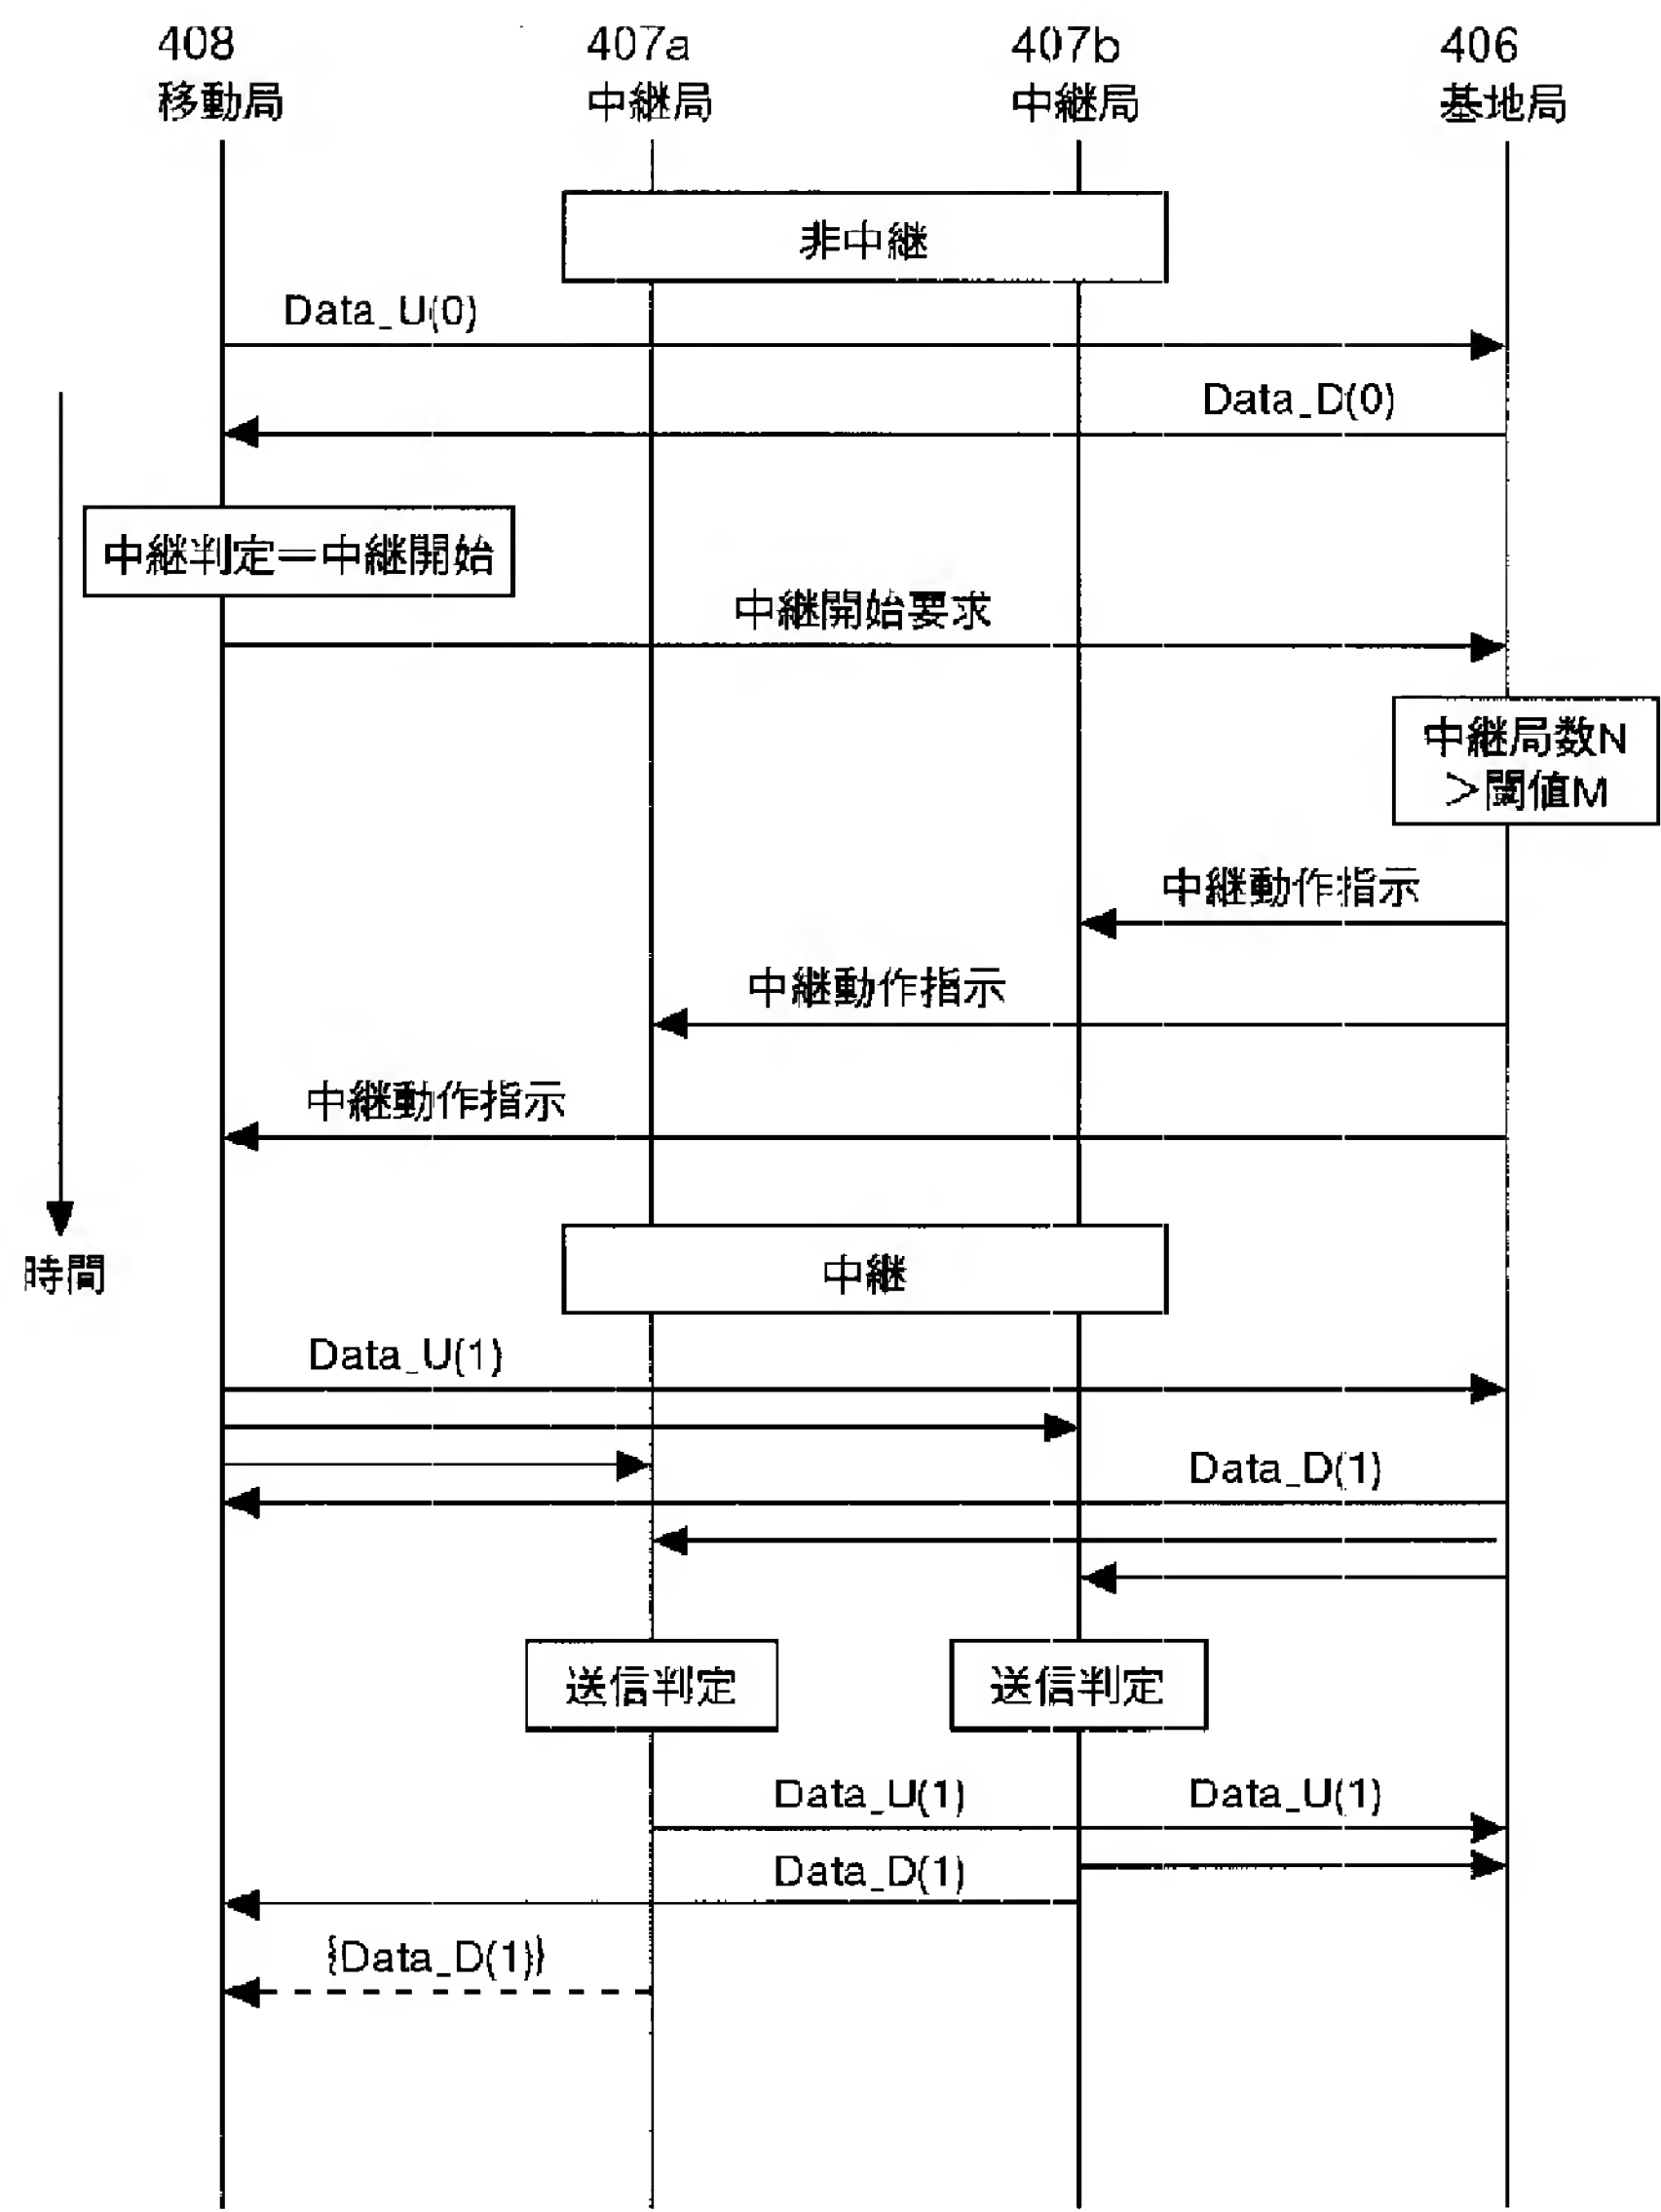 408
移動局
407a
中継局
407b
中継局
406
基地局
非中継
Data_U(0)
Data_D(0)
中継判定＝中継開始
中継開始要求
中継局数N
＞閾値M
中継動作指示
中継動作指示
中継動作指示
時間
中継
Data_U(1)
Data_D(1)
送信判定
送信判定
Data_U(1)
Data_U(1)
Data_D(1)
{Data_D(1)}